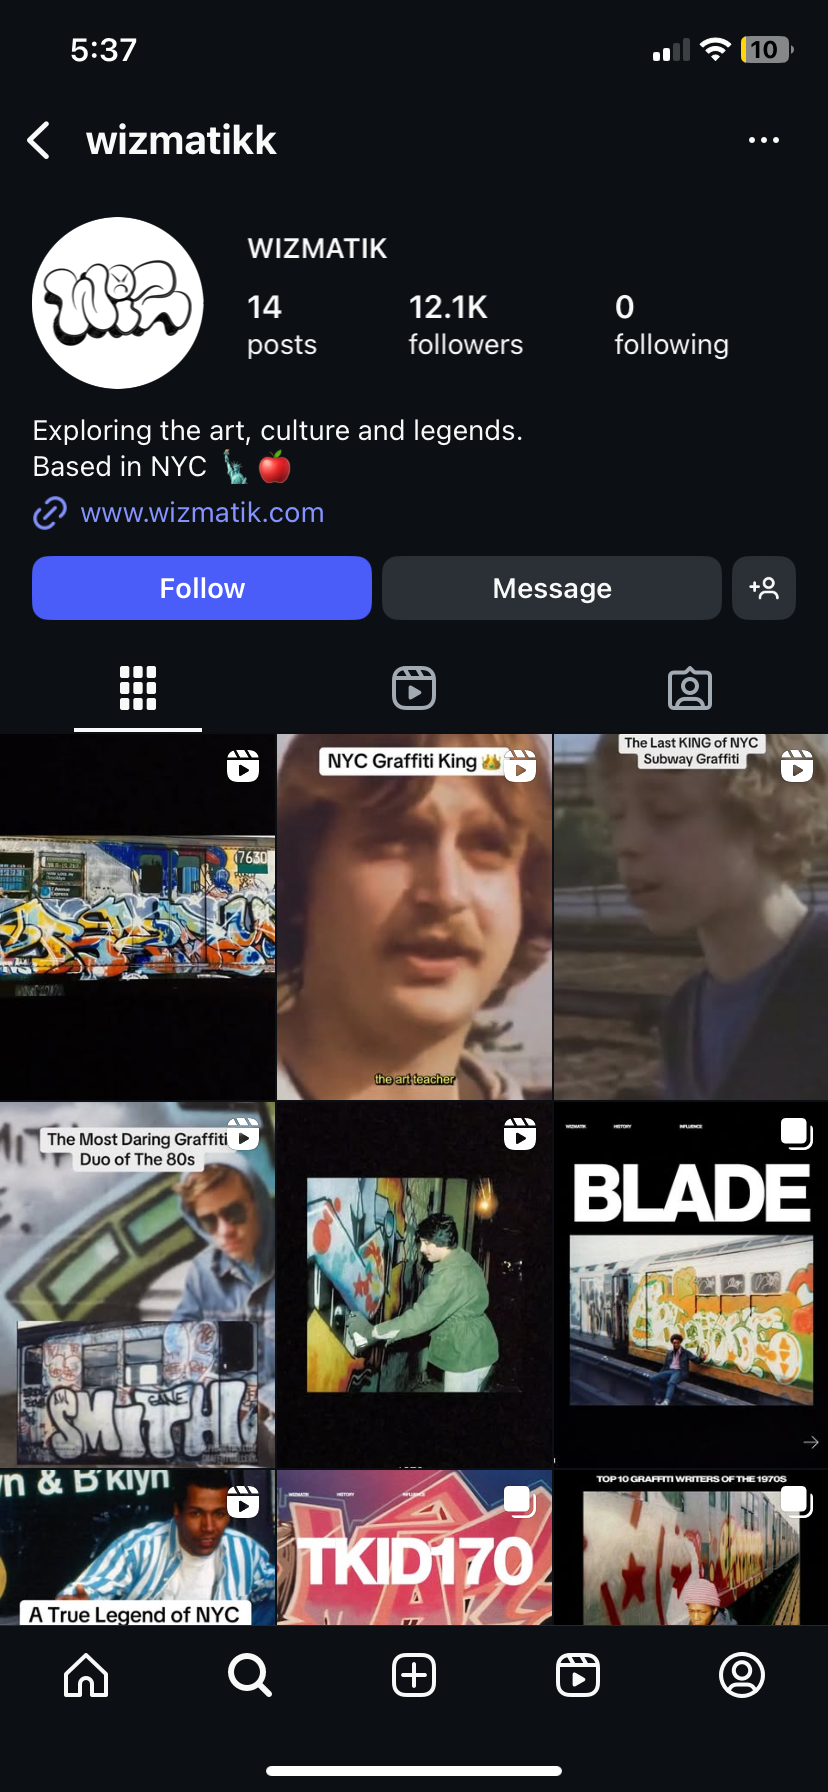 5:37
10
wizmatikk
WIZ
WIZMATIK
14
posts
12.1K
followers
0
following
Exploring the art, culture and legends.
Based in NYC 🗽 🍎
www.wizmatik.com
Follow
Message
7630
NYC Graffiti King 👑
the art teacher
The Last KING of NYC
Subway Graffiti
The Most Daring Graffiti
Duo of The 80s
SMITH
SANE
WIZMATIK HISTORY INFLUENCE
BLADE
n & B'klyn
A True Legend of NYC
WIZMATIK HISTORY INFLUENCE
TKID170
TOP 10 GRAFFITI WRITERS OF THE 1970S